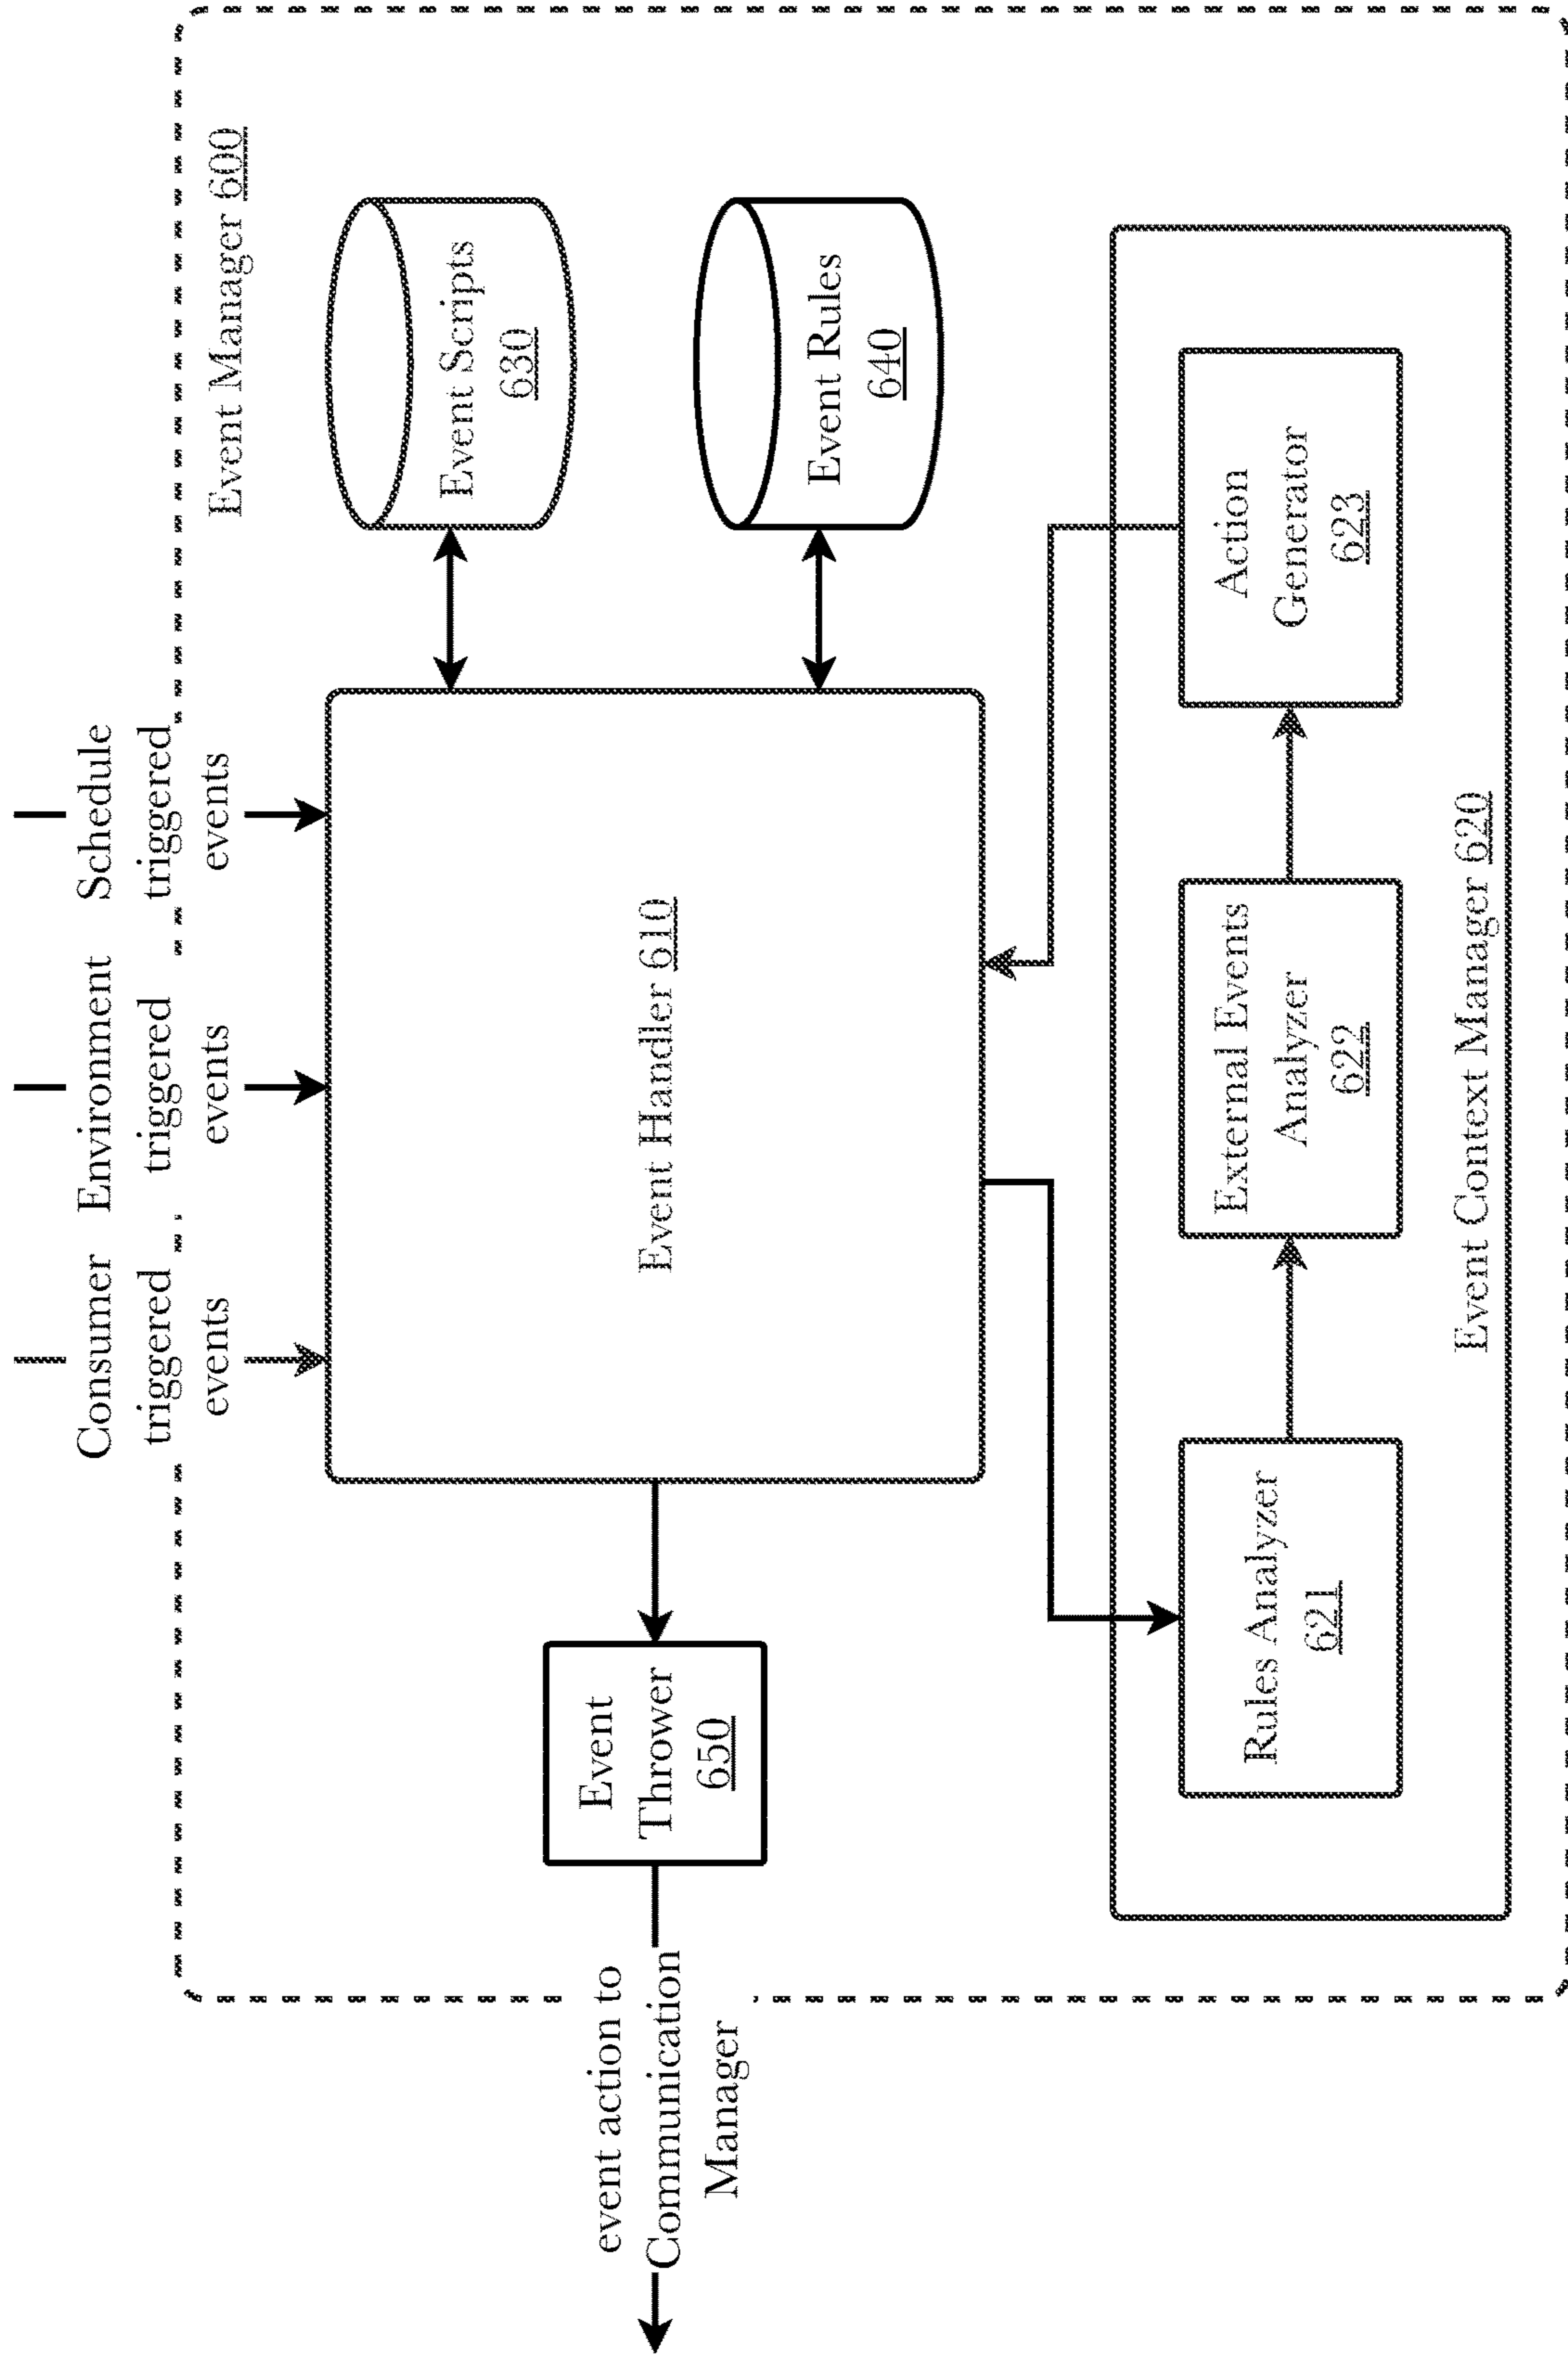 Consumer
triggered
events
Environment
triggered
events
Schedule
triggered
events
Event Manager 600
Event Scripts
630
Event Rules
640
Event Handler 610
Event
Thrower
650
event action to
Communication
Manager
Rules Analyzer
621
External Events
Analyzer
622
Action
Generator
623
Event Context Manager 620